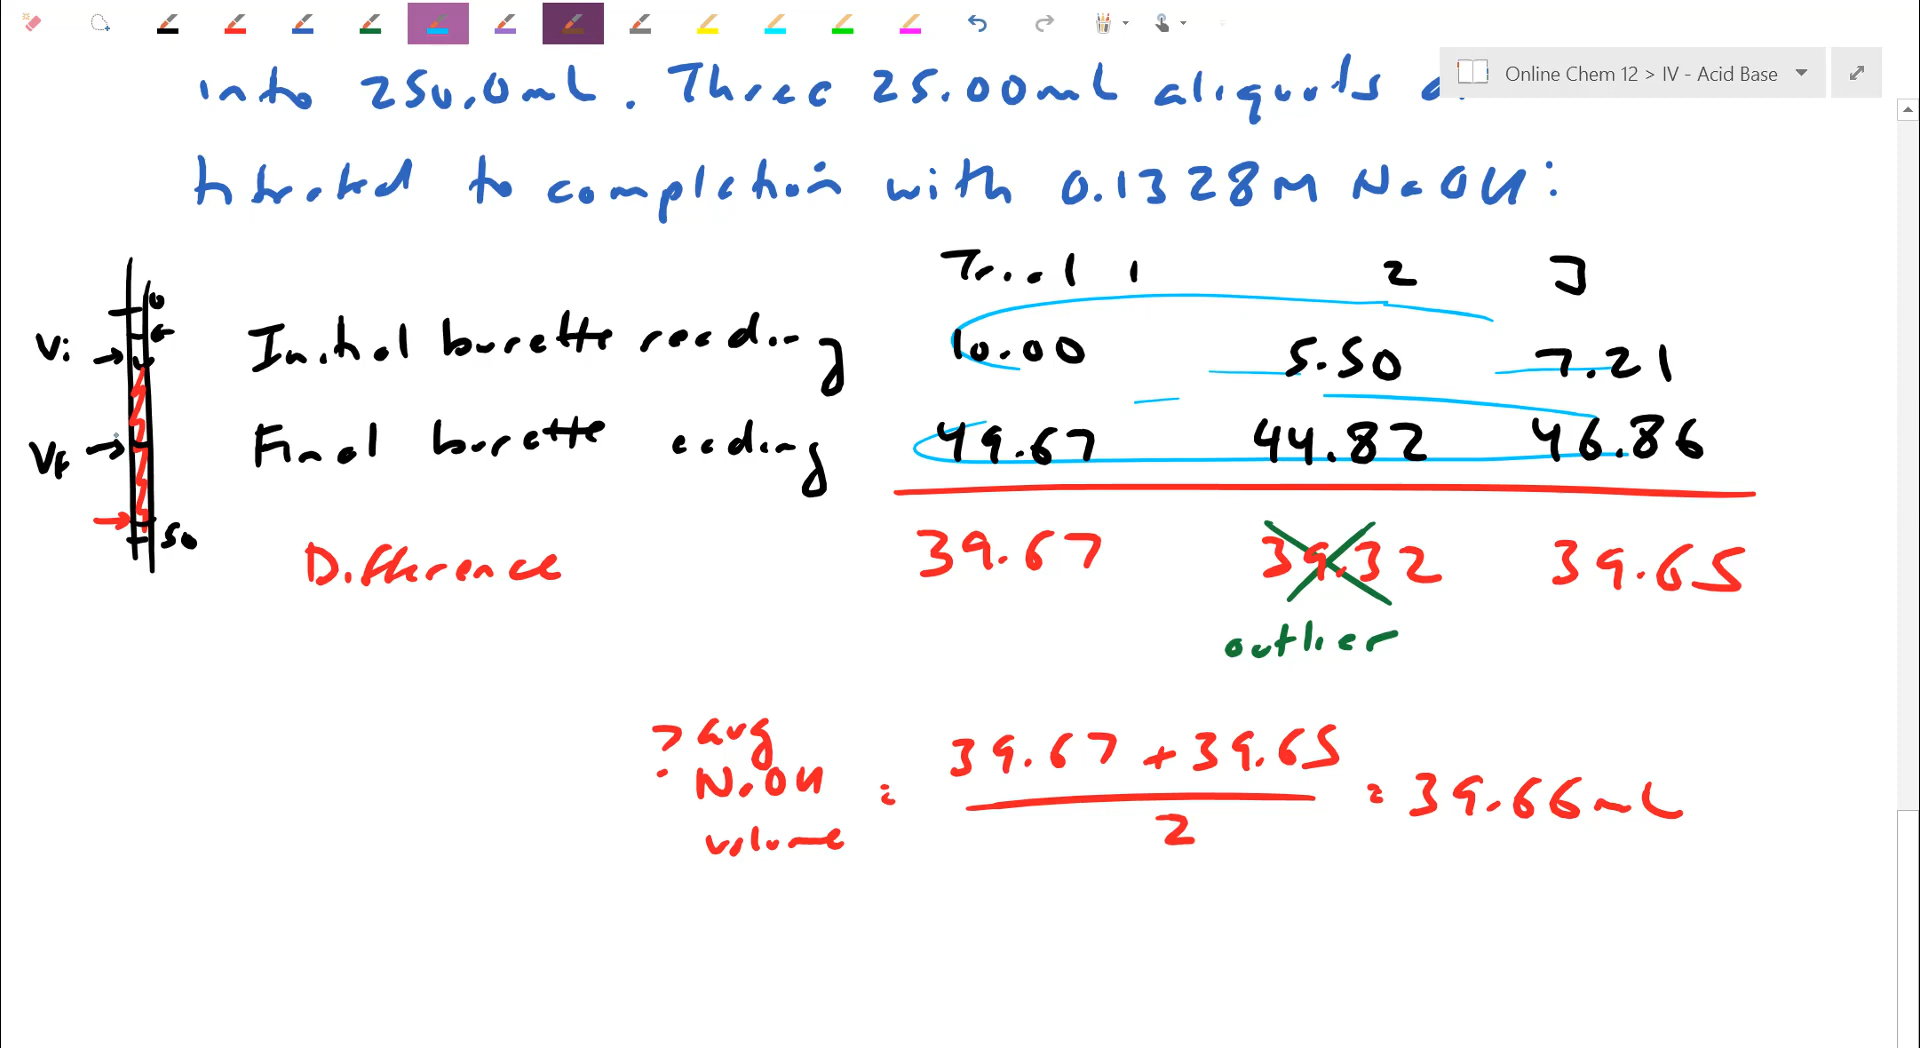 Online Chem 12 > IV - Acid Base
into 250.0mL. Three 25.00mL aliquots
titrated to completion with 0.1328M NaOH:
Trial 1 2 3
0
Vi
Initial burette reading 10.00 5.50 7.21
Vf
Final burette eading 49.67 44.82 46.86
50
Difference 39.67 39.32 39.65
outlier
? avg NaOH volume = 39.67 + 39.65 / 2 = 39.66mL